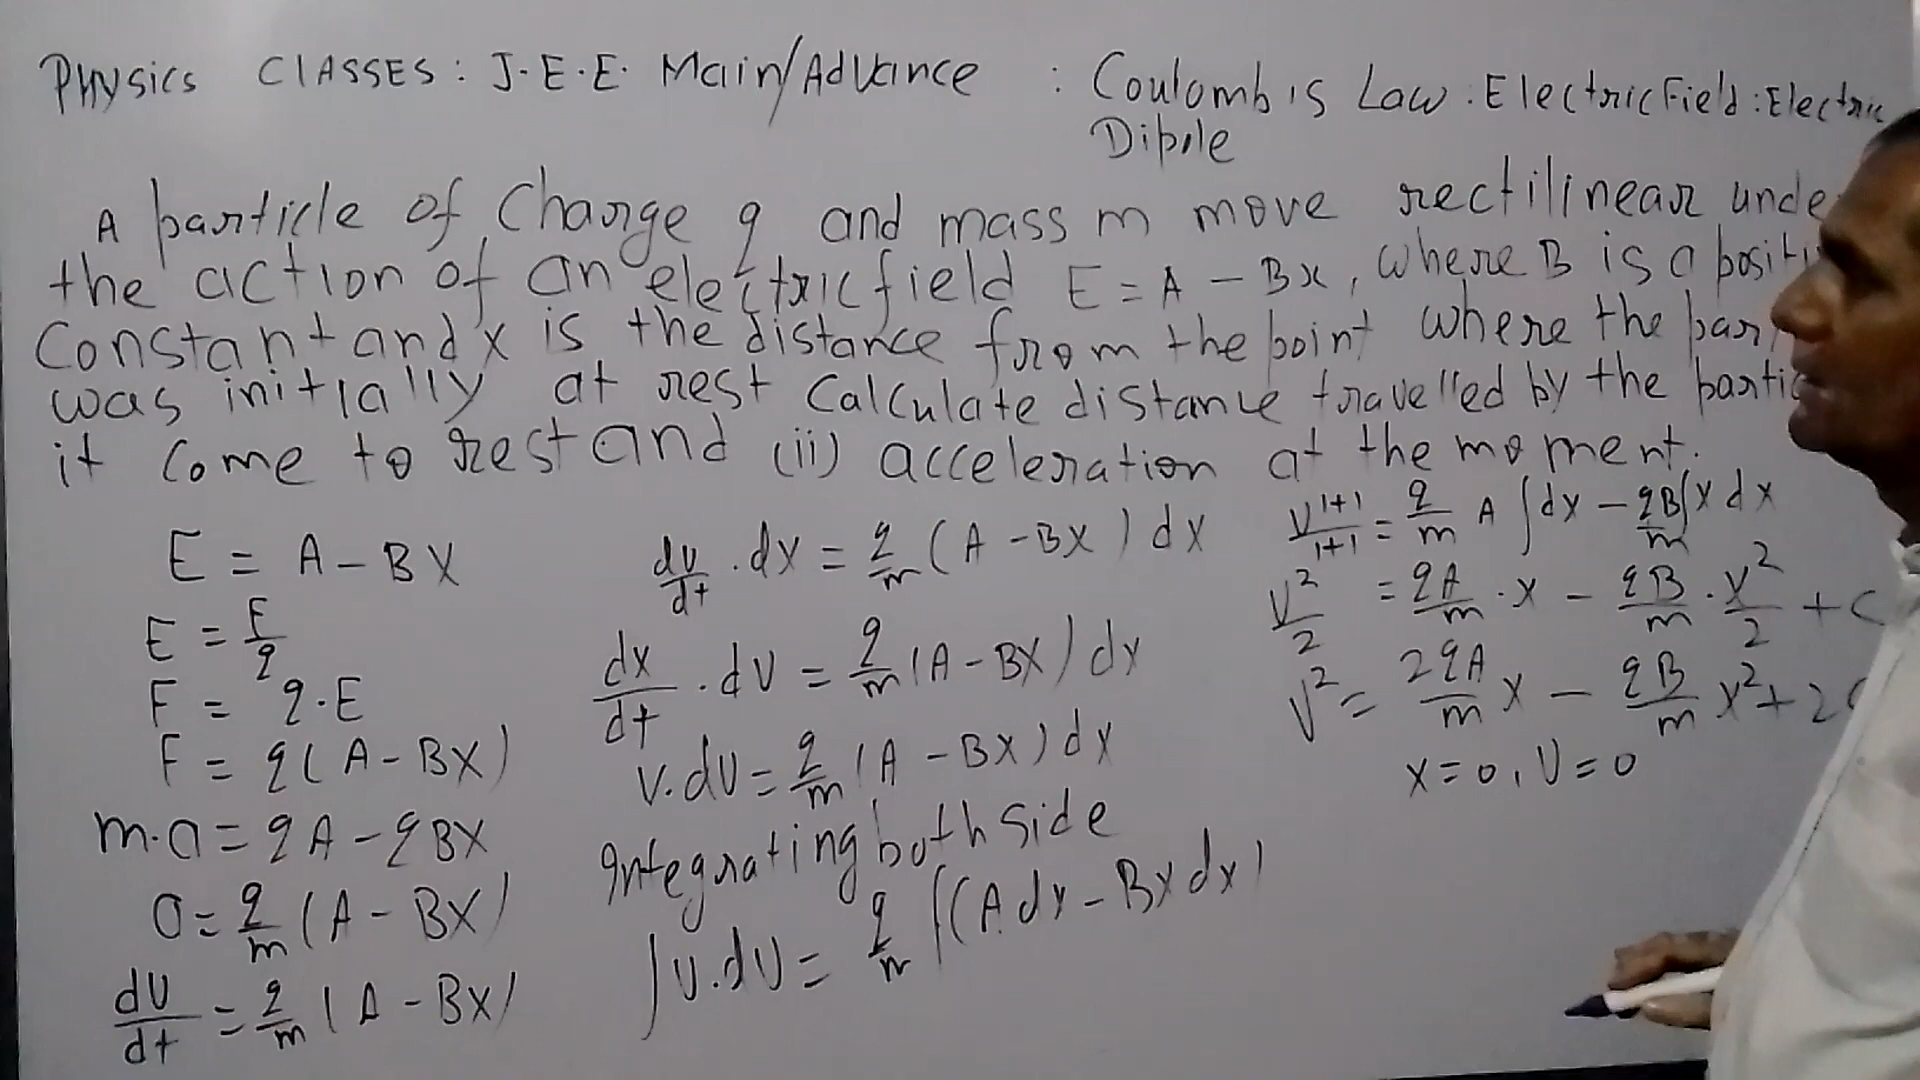 Physics CLASSES: J.E.E. Main/Advance : Coulomb's Law : Electric Field : Electric
Dipole
A particle of Charge q and mass m move rectilinear unde
the action of an electric field E = A - Bx, where B is a positi
Constant and x is the distance from the point where the par
was initially at rest Calculate distance travelled by the partic
it come to rest and (ii) acceleration at the moment.
E = A - BX
E = F/q
F = q·E
F = q(A - BX)
m·a = qA - qBX
a = q/m (A - BX)
dv/dt = q/m (A - BX)
dv/dt · dx = q/m (A - BX) dx
dx/dt · dv = q/m (A - BX) dx
v·dv = q/m (A - BX) dx
Integrating both side
∫v·dv = q/m ∫(A dx - Bx dx)
v^(1+1)/(1+1) = q/m A ∫dx - qB/m ∫x dx
v²/2 = qA/m · x - qB/m · x²/2 + C
v² = 2qA/m x - qB/m x² + 2C
x = 0, v = 0